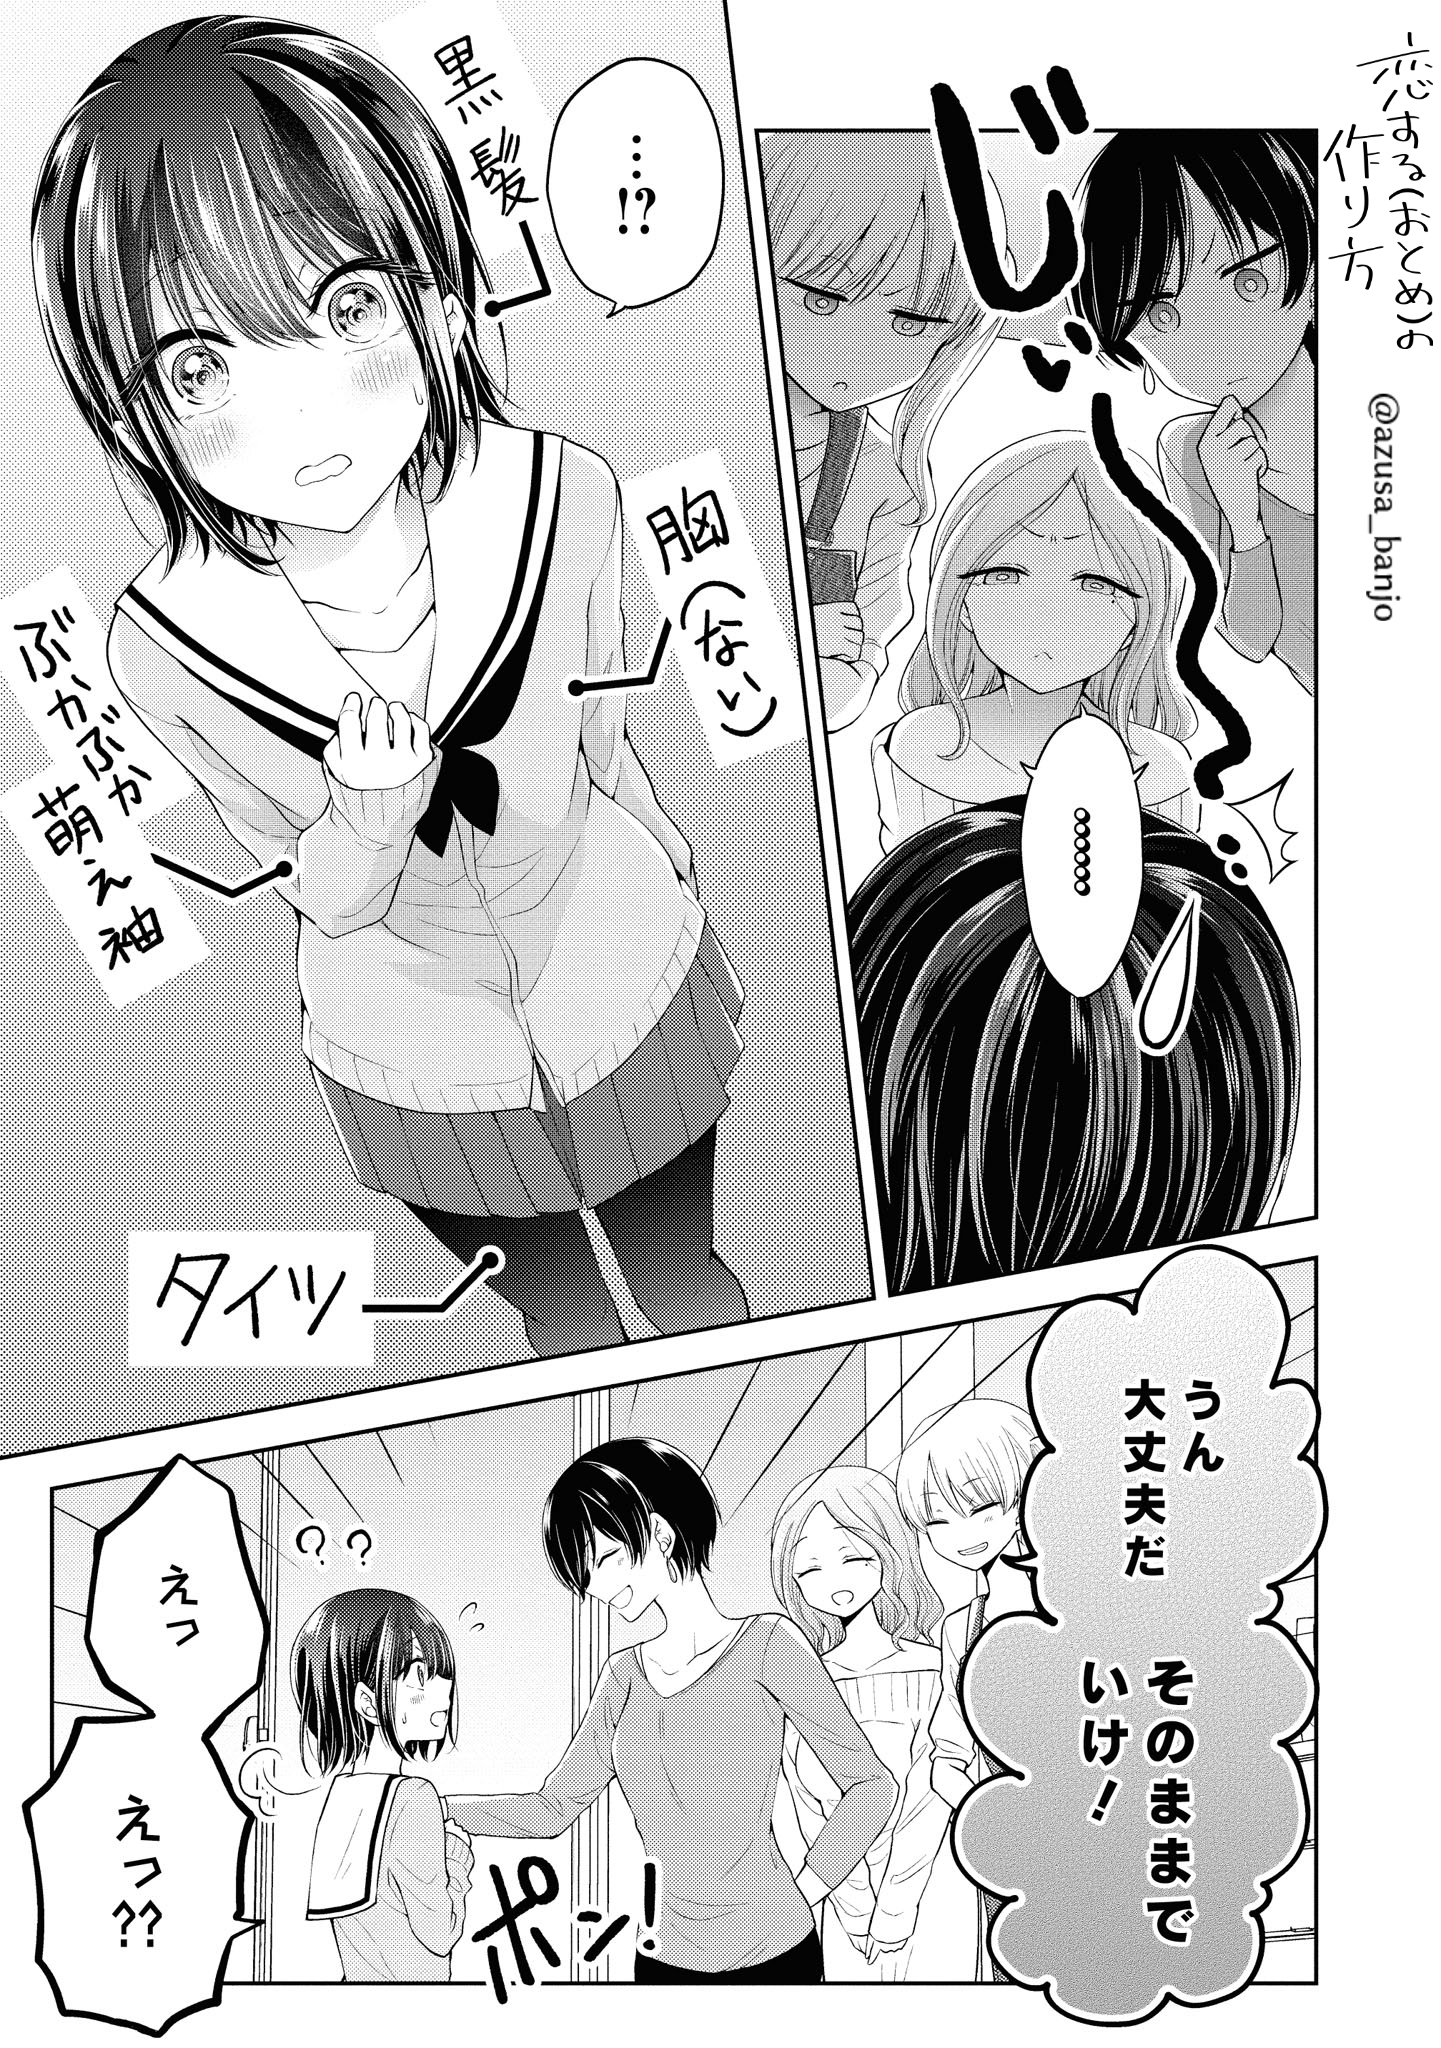 恋する(おとめ)の
作り方
@azusa_banjo
じぃ〜
………
…!?
黒髪
胸(ない)
ぶかぶか
萌え袖
タイツ
うん
大丈夫だ
そのままで
いけ!
ポン!
??
えっ
えっ??